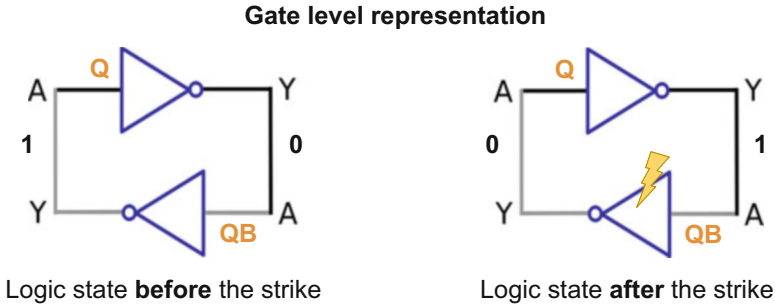 Gate level representation
Q Q
A Y A Y
1 0 0 1
Y A Y A
QB QB
Logic state before the strike
Logic state after the strike